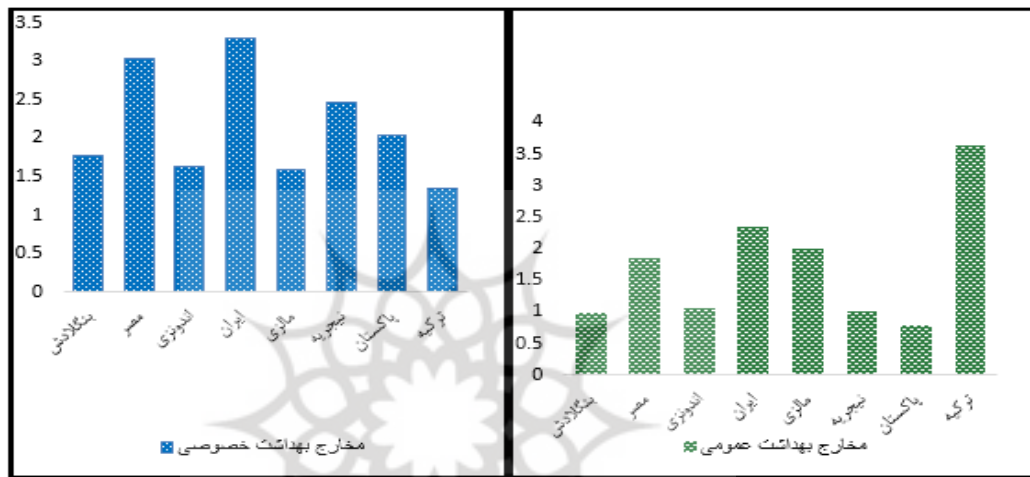 3.5
3
2.5
2
1.5
1
0.5
0
بنگلادش
مصر
اندونزی
ایران
مالزی
نیجریه
پاکستان
ترکیه
مخارج بهداشت خصوصی
4
3.5
3
2.5
2
1.5
1
0.5
0
بنگلادش
مصر
اندونزی
ایران
مالزی
نیجریه
پاکستان
ترکیه
مخارج بهداشت عمومی